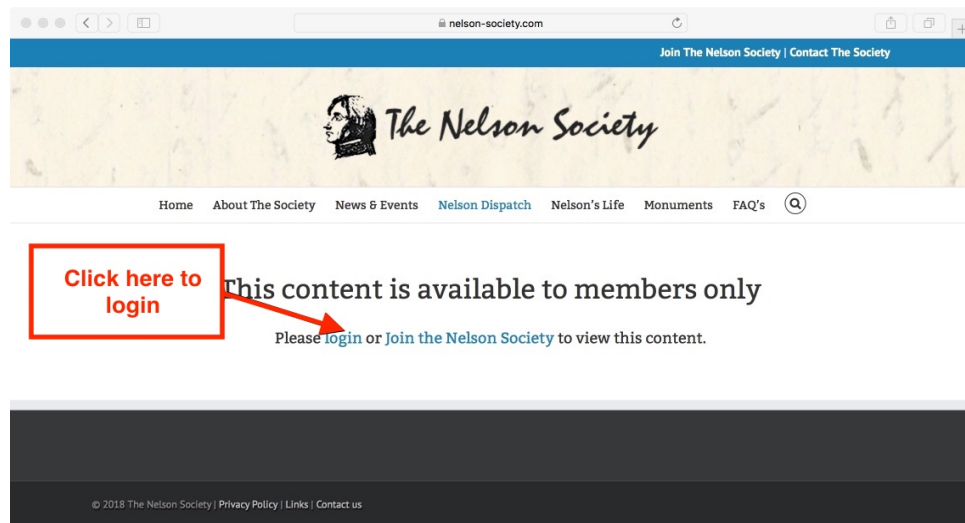 nelson-society.com
Join The Nelson Society | Contact The Society
The Nelson Society
Home About The Society News & Events Nelson Dispatch Nelson's Life Monuments FAQ's
Click here to
login
This content is available to members only
Please login or Join the Nelson Society to view this content.
© 2018 The Nelson Society | Privacy Policy | Links | Contact us